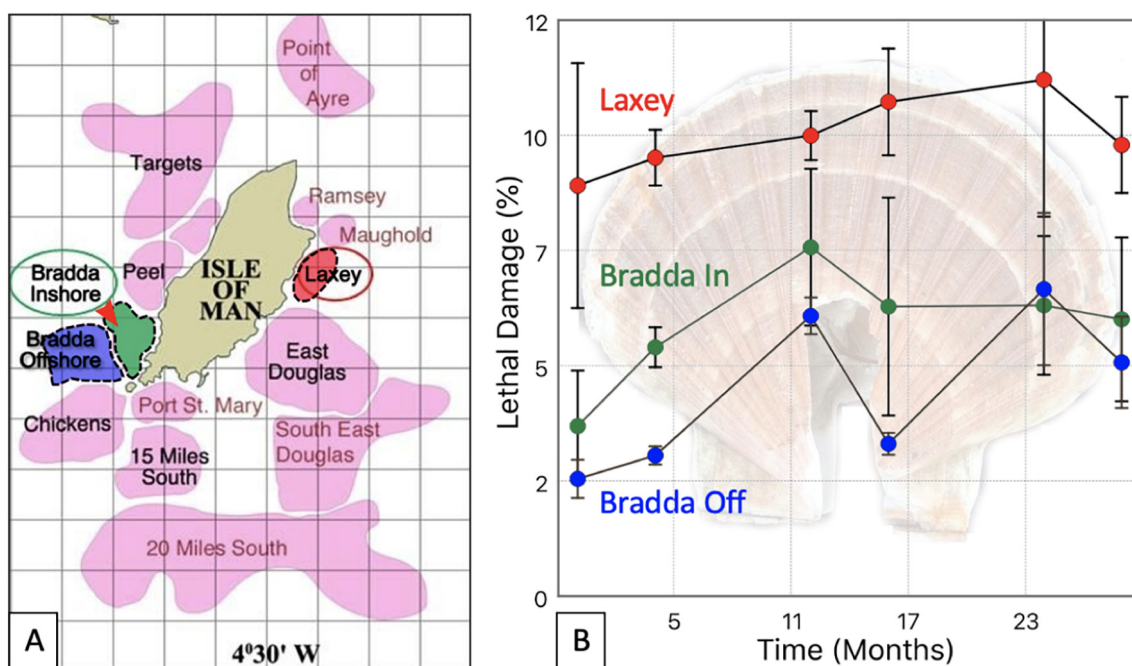 Point
of
Ayre
Targets
Ramsey
Maughold
Peel
Bradda
Inshore
ISLE
OF
MAN
Laxey
Bradda
Offshore
East
Douglas
Chickens
Port St. Mary
15 Miles
South
South East
Douglas
20 Miles South
A
4⁰30' W
Lethal Damage (%)
12
10
7
5
2
0
Laxey
Bradda In
Bradda Off
B
5
11
17
23
Time (Months)